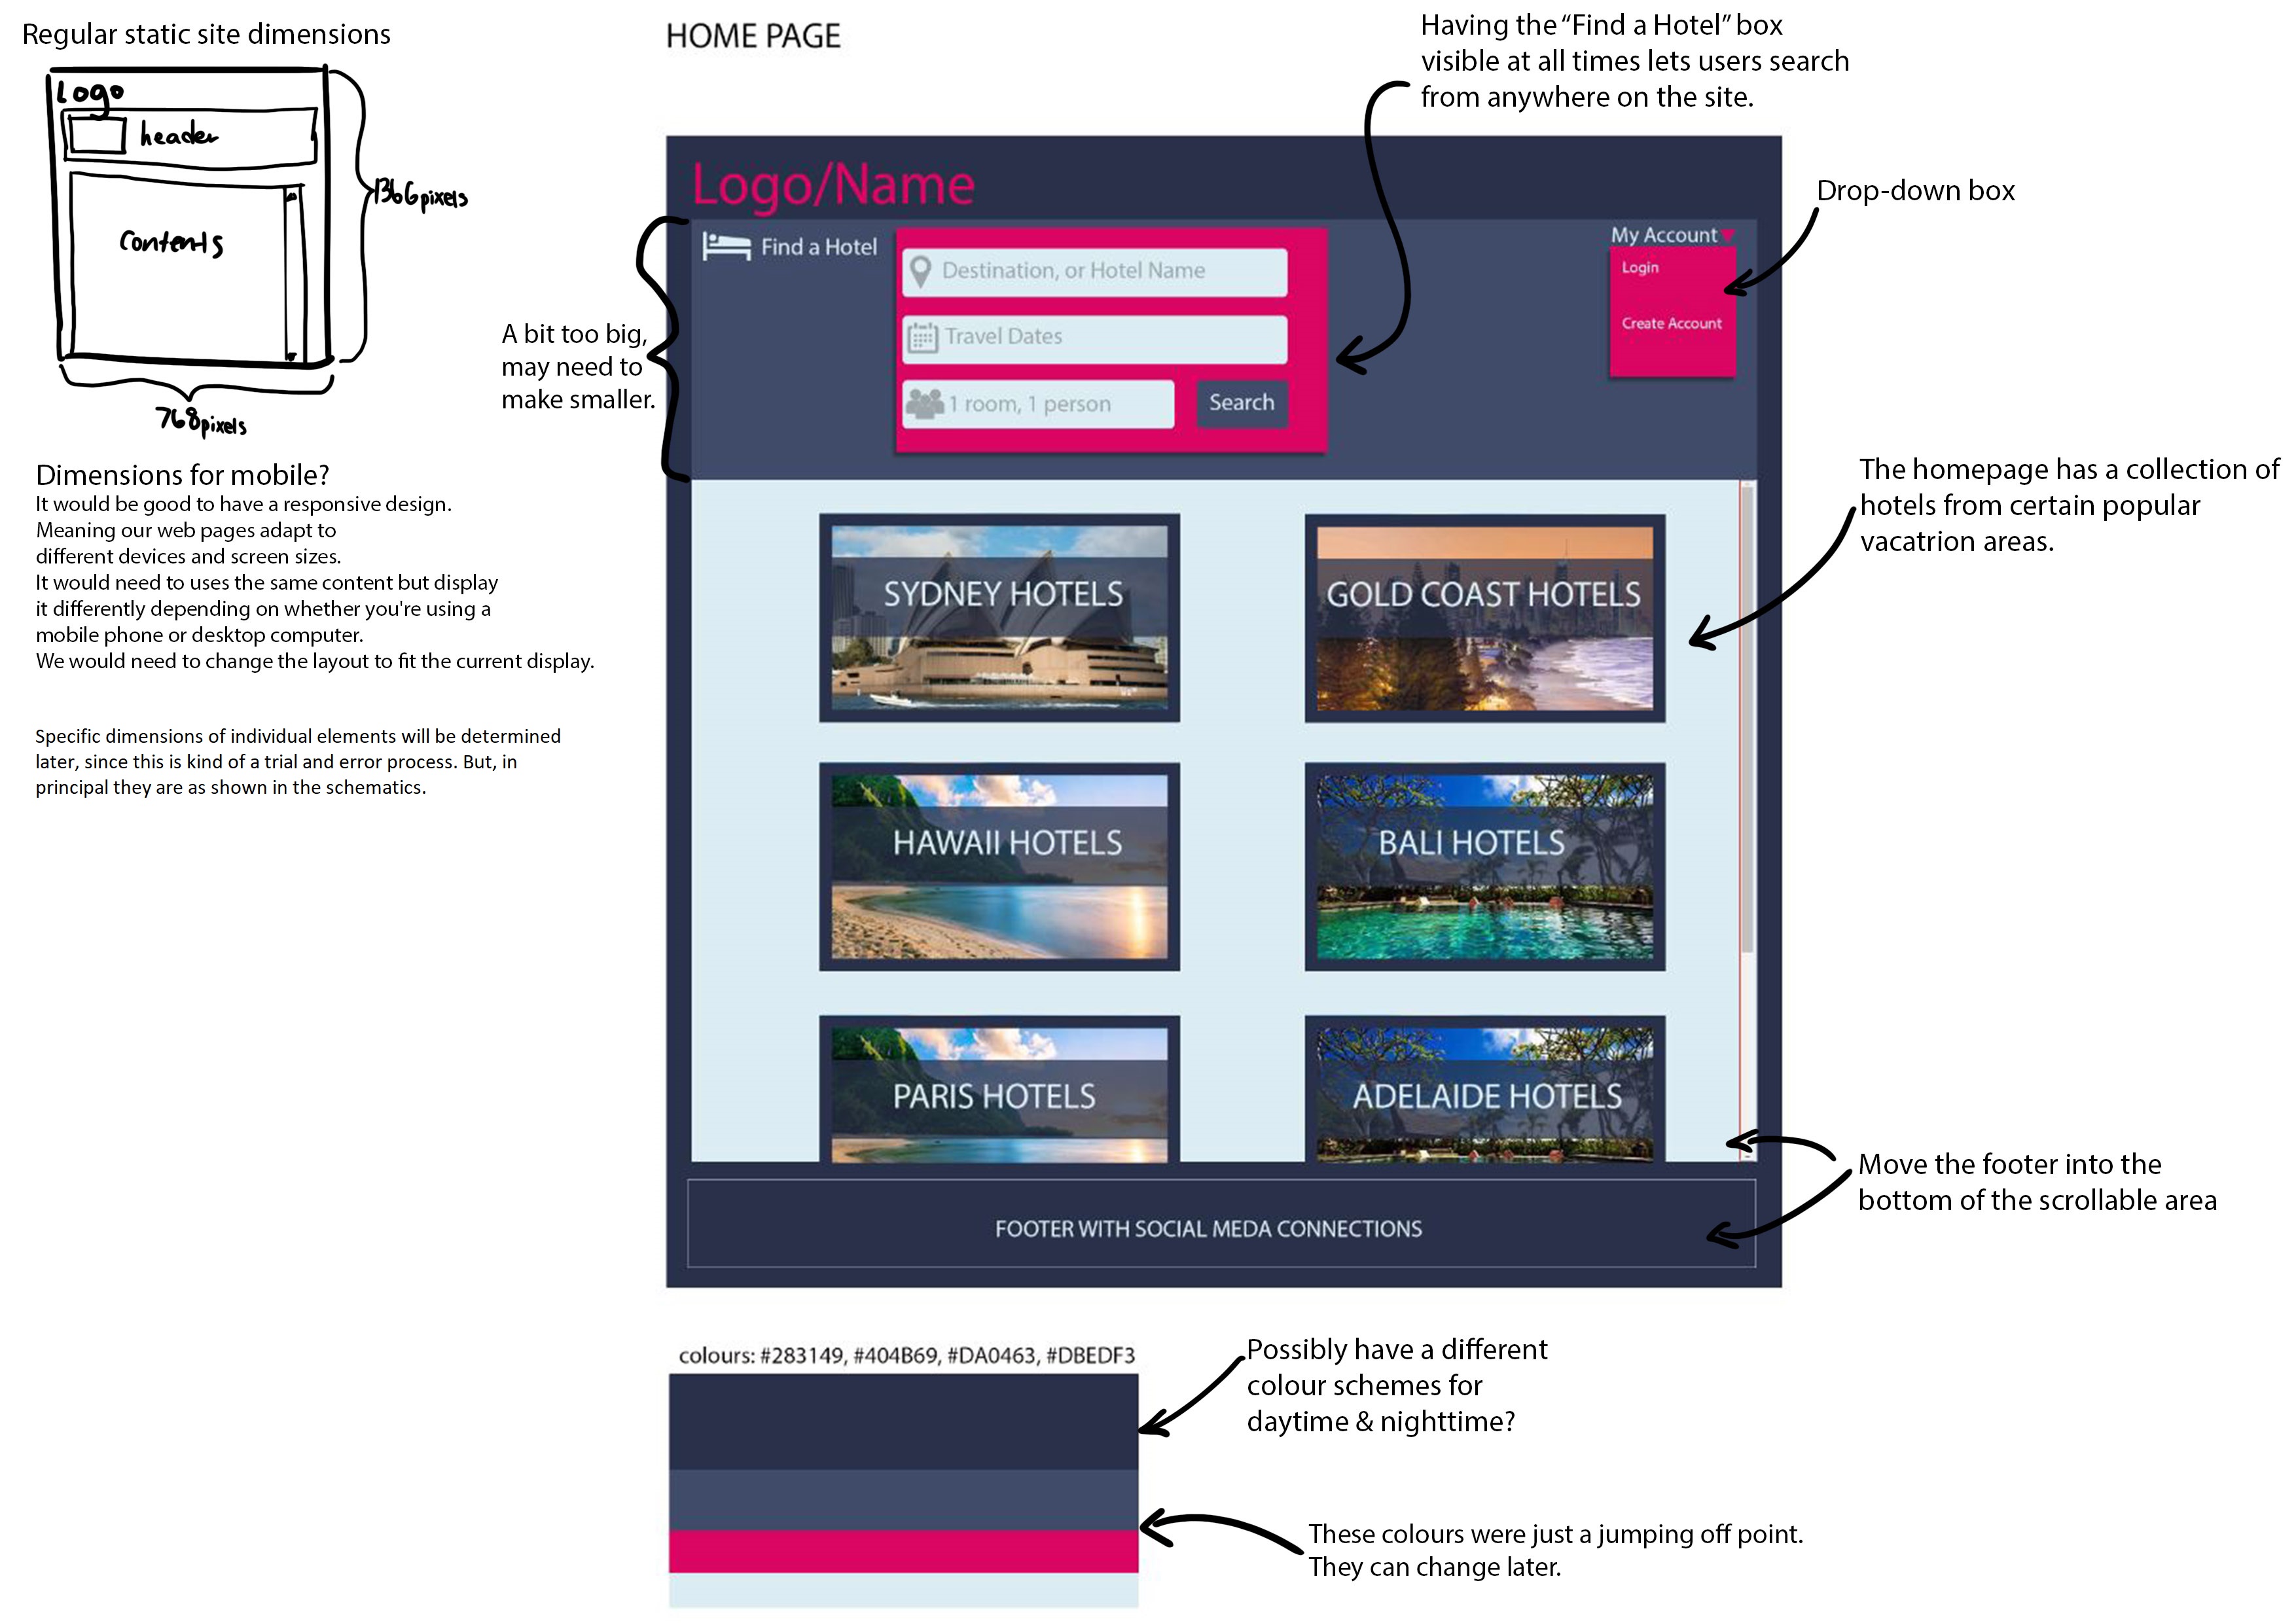 Regular static site dimensions
Logo
header
Contents
1366 pixels
768 pixels
Dimensions for mobile?
It would be good to have a responsive design.
Meaning our web pages adapt to
different devices and screen sizes.
It would need to uses the same content but display
it differently depending on whether you're using a
mobile phone or desktop computer.
We would need to change the layout to fit the current display.
Specific dimensions of individual elements will be determined
later, since this is kind of a trial and error process. But, in
principal they are as shown in the schematics.
HOME PAGE
Having the “Find a Hotel” box
visible at all times lets users search
from anywhere on the site.
Logo/Name
Drop-down box
Find a Hotel
Destination, or Hotel Name
Travel Dates
1 room, 1 person
Search
My Account
Login
Create Account
A bit too big,
may need to
make smaller.
The homepage has a collection of
hotels from certain popular
vacatrion areas.
SYDNEY HOTELS
GOLD COAST HOTELS
HAWAII HOTELS
BALI HOTELS
PARIS HOTELS
ADELAIDE HOTELS
Move the footer into the
bottom of the scrollable area
FOOTER WITH SOCIAL MEDA CONNECTIONS
colours: #283149, #404B69, #DA0463, #DBEDF3
Possibly have a different
colour schemes for
daytime & nighttime?
These colours were just a jumping off point.
They can change later.